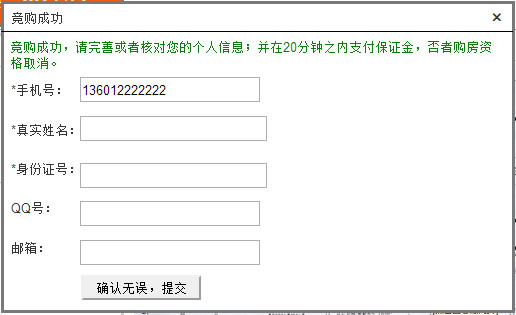 竞购成功
竞购成功，请完善或者核对您的个人信息；并在20分钟之内支付保证金，否者购房资
格取消。
*手机号：
136012222222
*真实姓名：
*身份证号：
QQ号：
邮箱：
确认无误，提交